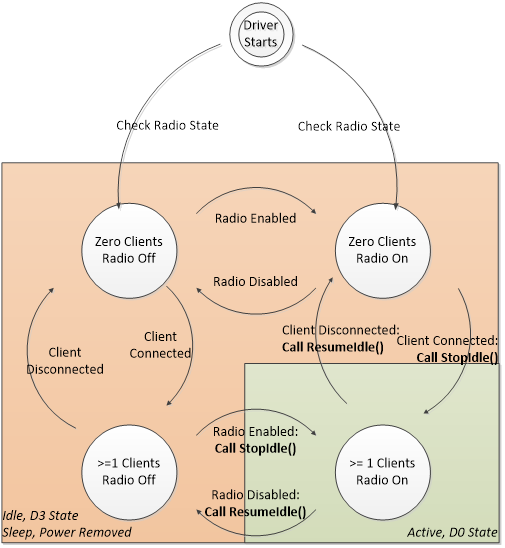 Driver
Starts
Check Radio State
Check Radio State
Zero Clients
Radio Off
Radio Enabled
Zero Clients
Radio On
Radio Disabled
Client
Disconnected
Client
Connected
Client Disconnected:
Call ResumeIdle()
Client Connected:
Call StopIdle()
>=1 Clients
Radio Off
Radio Enabled:
Call StopIdle()
>= 1 Clients
Radio On
Radio Disabled:
Call ResumeIdle()
Idle, D3 State
Sleep, Power Removed
Active, D0 State